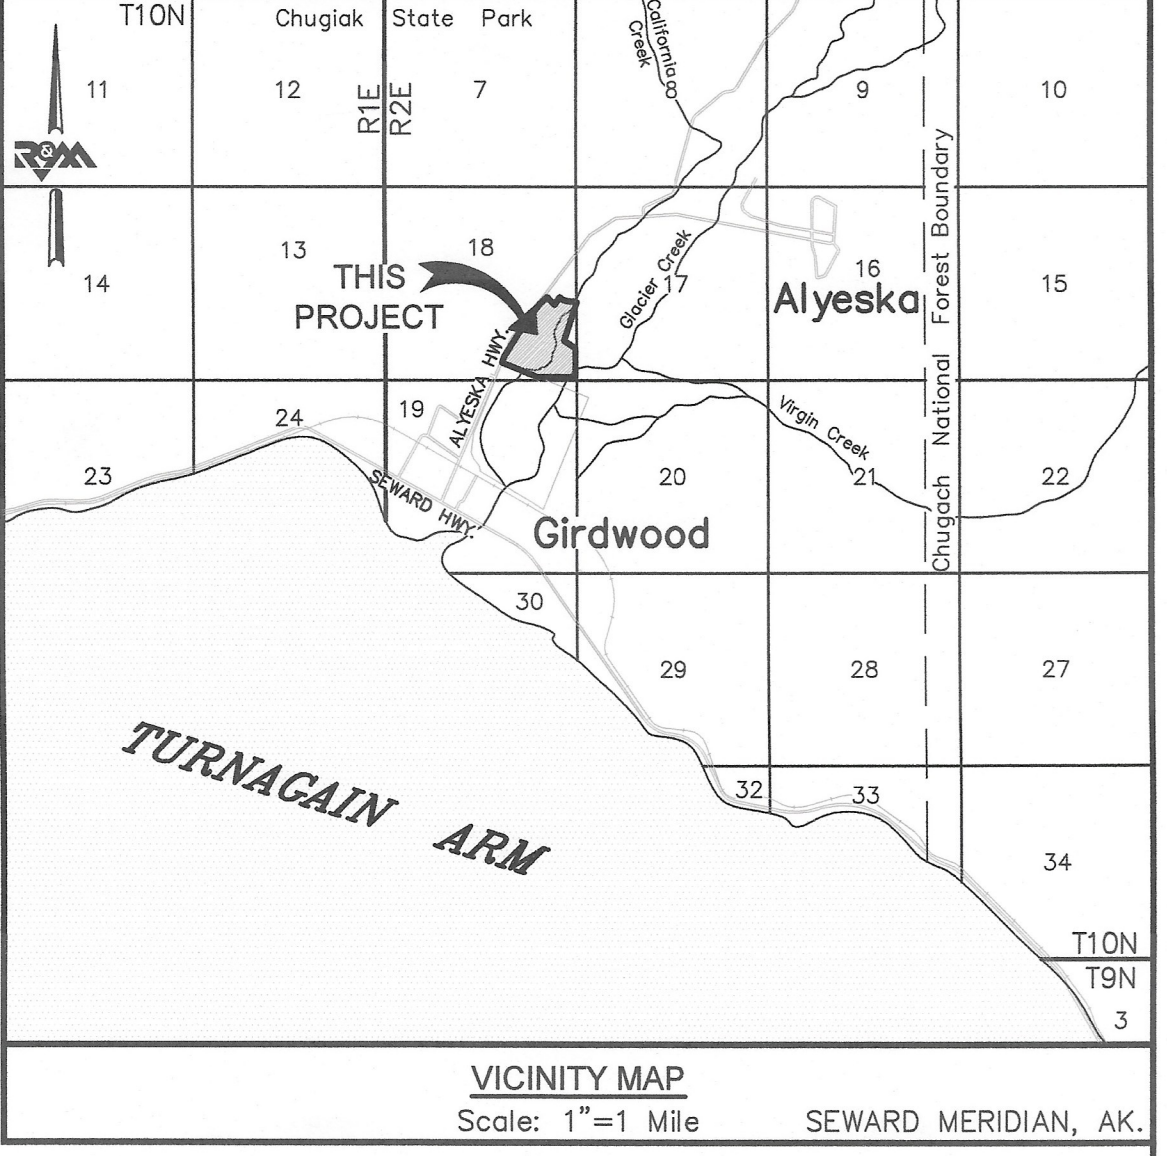 T10N
Chugiak State Park
California
Creek
11
12
R1E
R2E
7
8
9
10
R&M
13
18
14
THIS
PROJECT
Glacier Creek
17
16
15
Alyeska
Chugach National Forest Boundary
ALYESKA HWY.
24
19
23
SEWARD HWY.
20
Virgin Creek
21
22
Girdwood
30
29
28
27
TURNAGAIN ARM
32
33
34
T10N
T9N
3
VICINITY MAP
Scale: 1"=1 Mile
SEWARD MERIDIAN, AK.